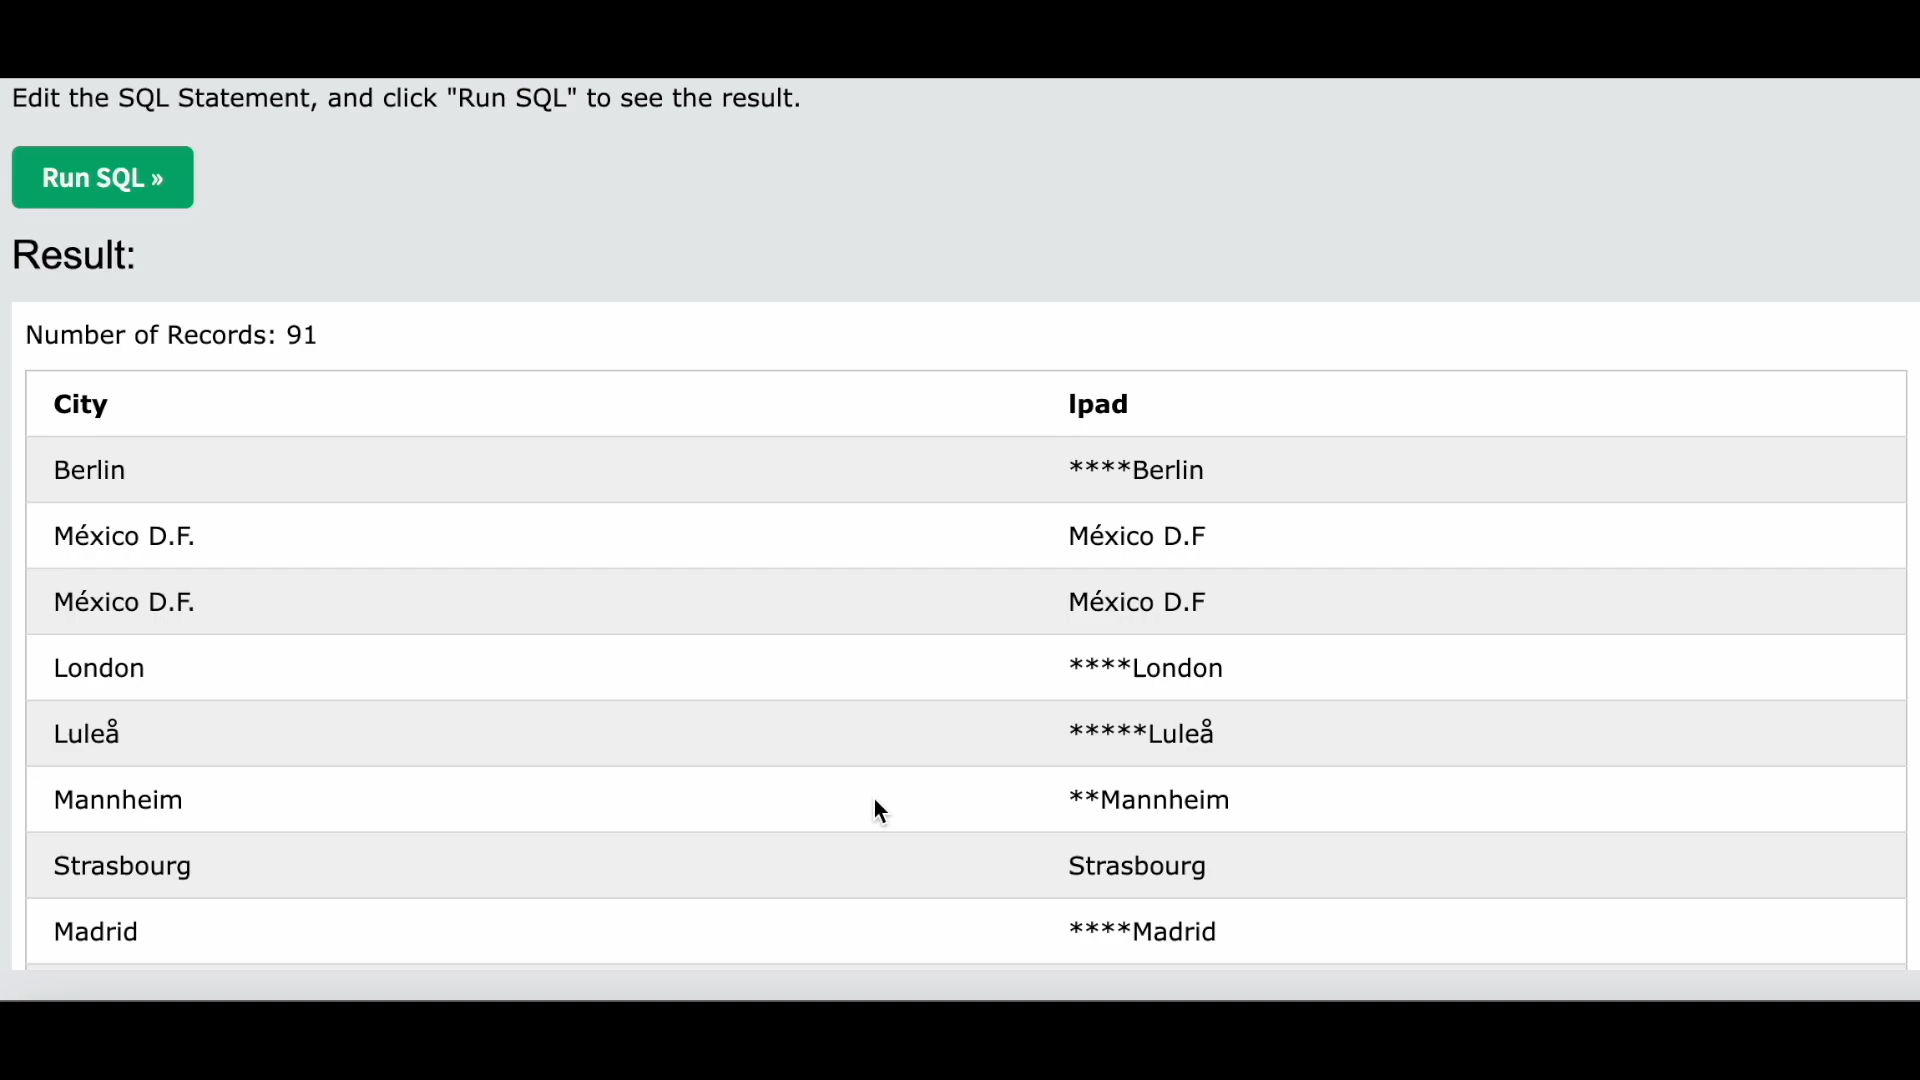 Edit the SQL Statement, and click "Run SQL" to see the result.
Run SQL »
Result:
Number of Records: 91
City lpad
Berlin ****Berlin
México D.F. México D.F
México D.F. México D.F
London ****London
Luleå *****Luleå
Mannheim **Mannheim
Strasbourg Strasbourg
Madrid ****Madrid